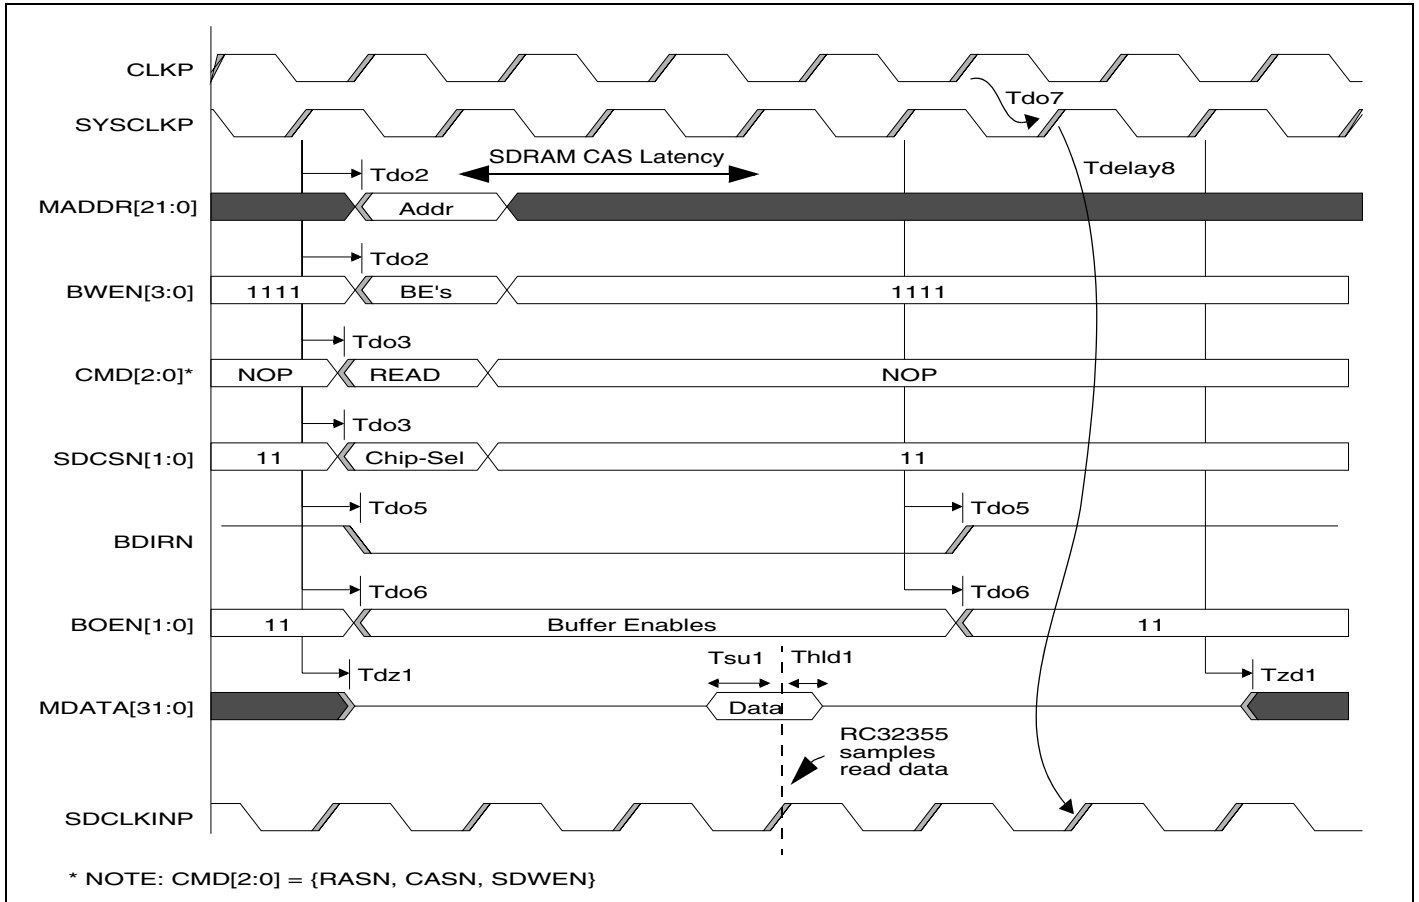 CLKP
Tdo7
SYSCLKP
SDRAM CAS Latency
Tdo2
Tdelay8
MADDR[21:0]
Addr
Tdo2
BWEN[3:0]
1111
BE's
1111
Tdo3
CMD[2:0]*
NOP
READ
NOP
Tdo3
SDCSN[1:0]
11
Chip-Sel
11
Tdo5
Tdo5
BDIRN
Tdo6
Tdo6
BOEN[1:0]
11
Buffer Enables
11
Tsu1
Thld1
Tdz1
Tzd1
MDATA[31:0]
Data
RC32355
samples
read data
SDCLKINP
* NOTE: CMD[2:0] = {RASN, CASN, SDWEN}